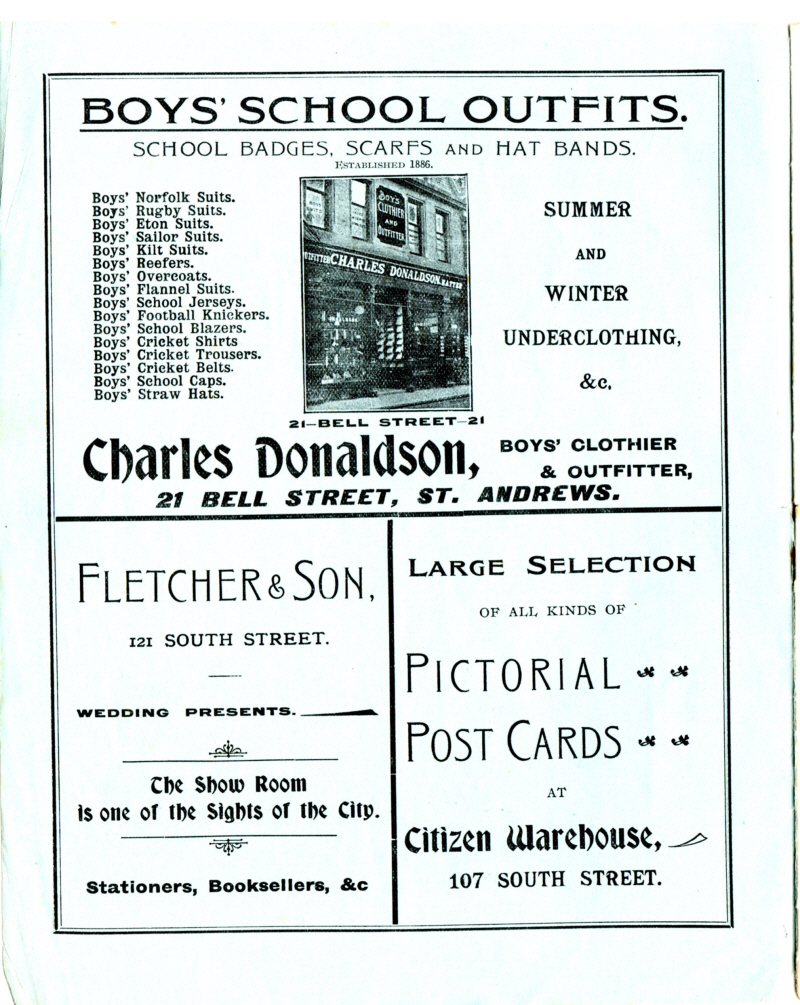 BOYS' SCHOOL OUTFITS.
SCHOOL BADGES, SCARFS AND HAT BANDS.
ESTABLISHED 1886.
Boys' Norfolk Suits.
Boys' Rugby Suits.
Boys' Eton Suits.
Boys' Sailor Suits.
Boys' Kilt Suits.
Boys' Reefers.
Boys' Overcoats.
Boys' Flannel Suits.
Boys' School Jerseys.
Boys' Football Knickers.
Boys' School Blazers.
Boys' Cricket Shirts
Boys' Cricket Trousers.
Boys' Cricket Belts.
Boys' School Caps.
Boys' Straw Hats.
BOYS
CLOTHIER
AND
OUTFITTER
OUTFITTER CHARLES DONALDSON. HATTER
SUMMER
AND
WINTER
UNDERCLOTHING,
&c.
21-BELL STREET-21
Charles Donaldson, BOYS' CLOTHIER
& OUTFITTER,
21 BELL STREET, ST. ANDREWS.
FLETCHER & SON,
121 SOUTH STREET.
WEDDING PRESENTS.
The Show Room
is one of the Sights of the City.
Stationers, Booksellers, &c
LARGE SELECTION
OF ALL KINDS OF
PICTORIAL
POST CARDS
AT
Citizen Warehouse,
107 SOUTH STREET.